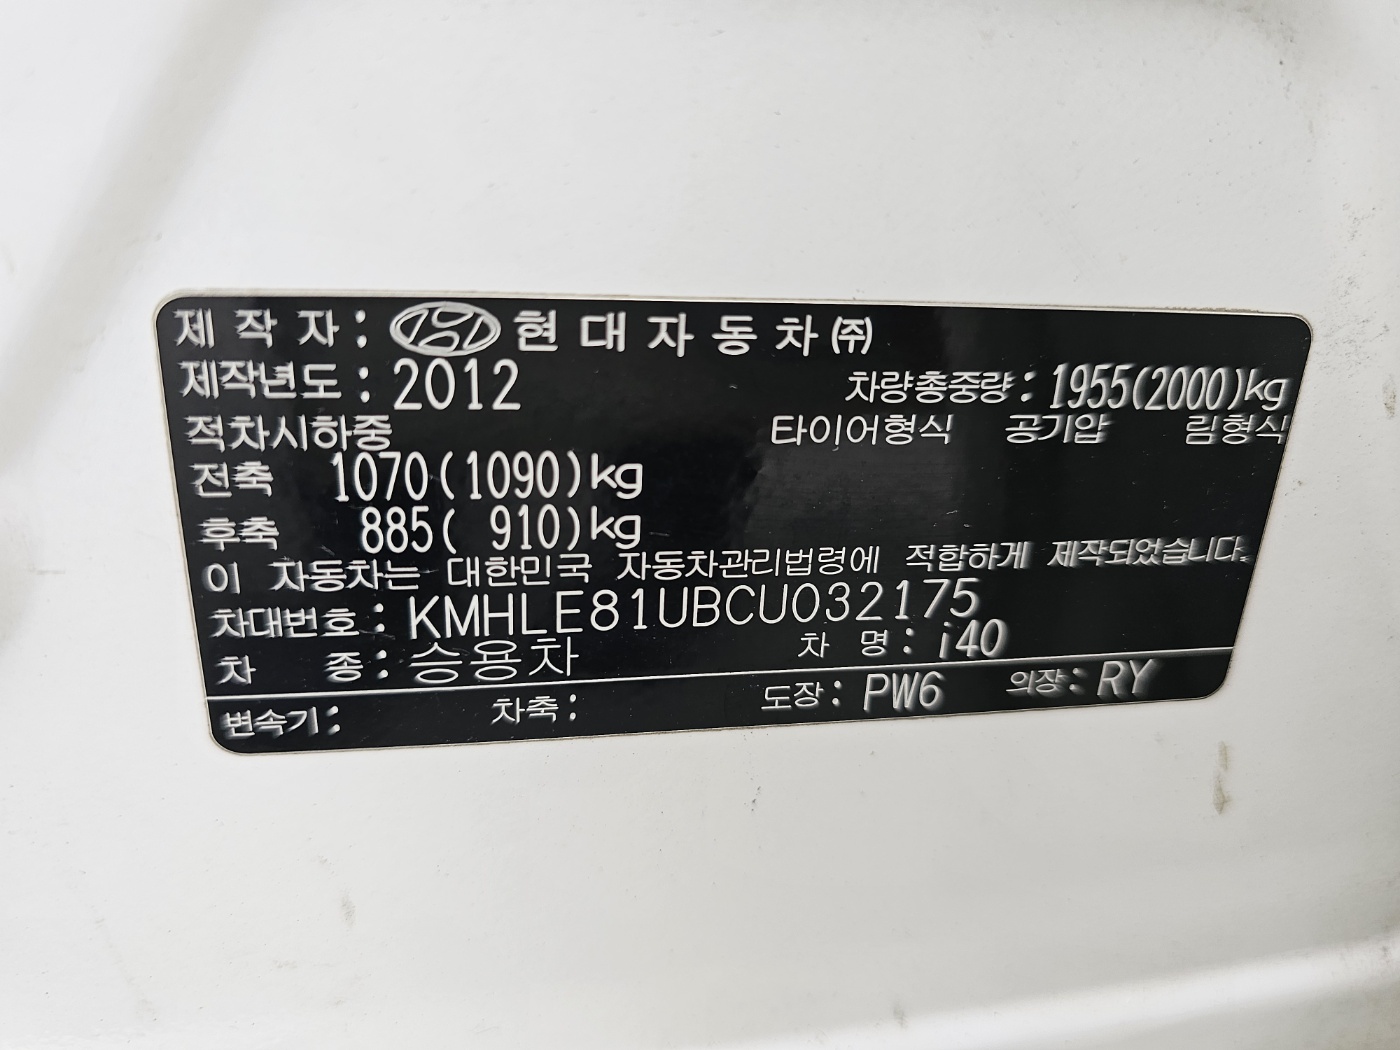 제작자: 현대자동차㈜
제작년도: 2012 차량총중량: 1955(2000)kg
적차시하중 타이어형식 공기압 림형식
전축 1070(1090)kg
후축 885( 910)kg
이 자동차는 대한민국 자동차관리법령에 적합하게 제작되었습니다.
차대번호: KMHLE81UBCU032175
차 종: 승용차 차 명: i40
변속기: 차축: 도장: PW6 의장: RY